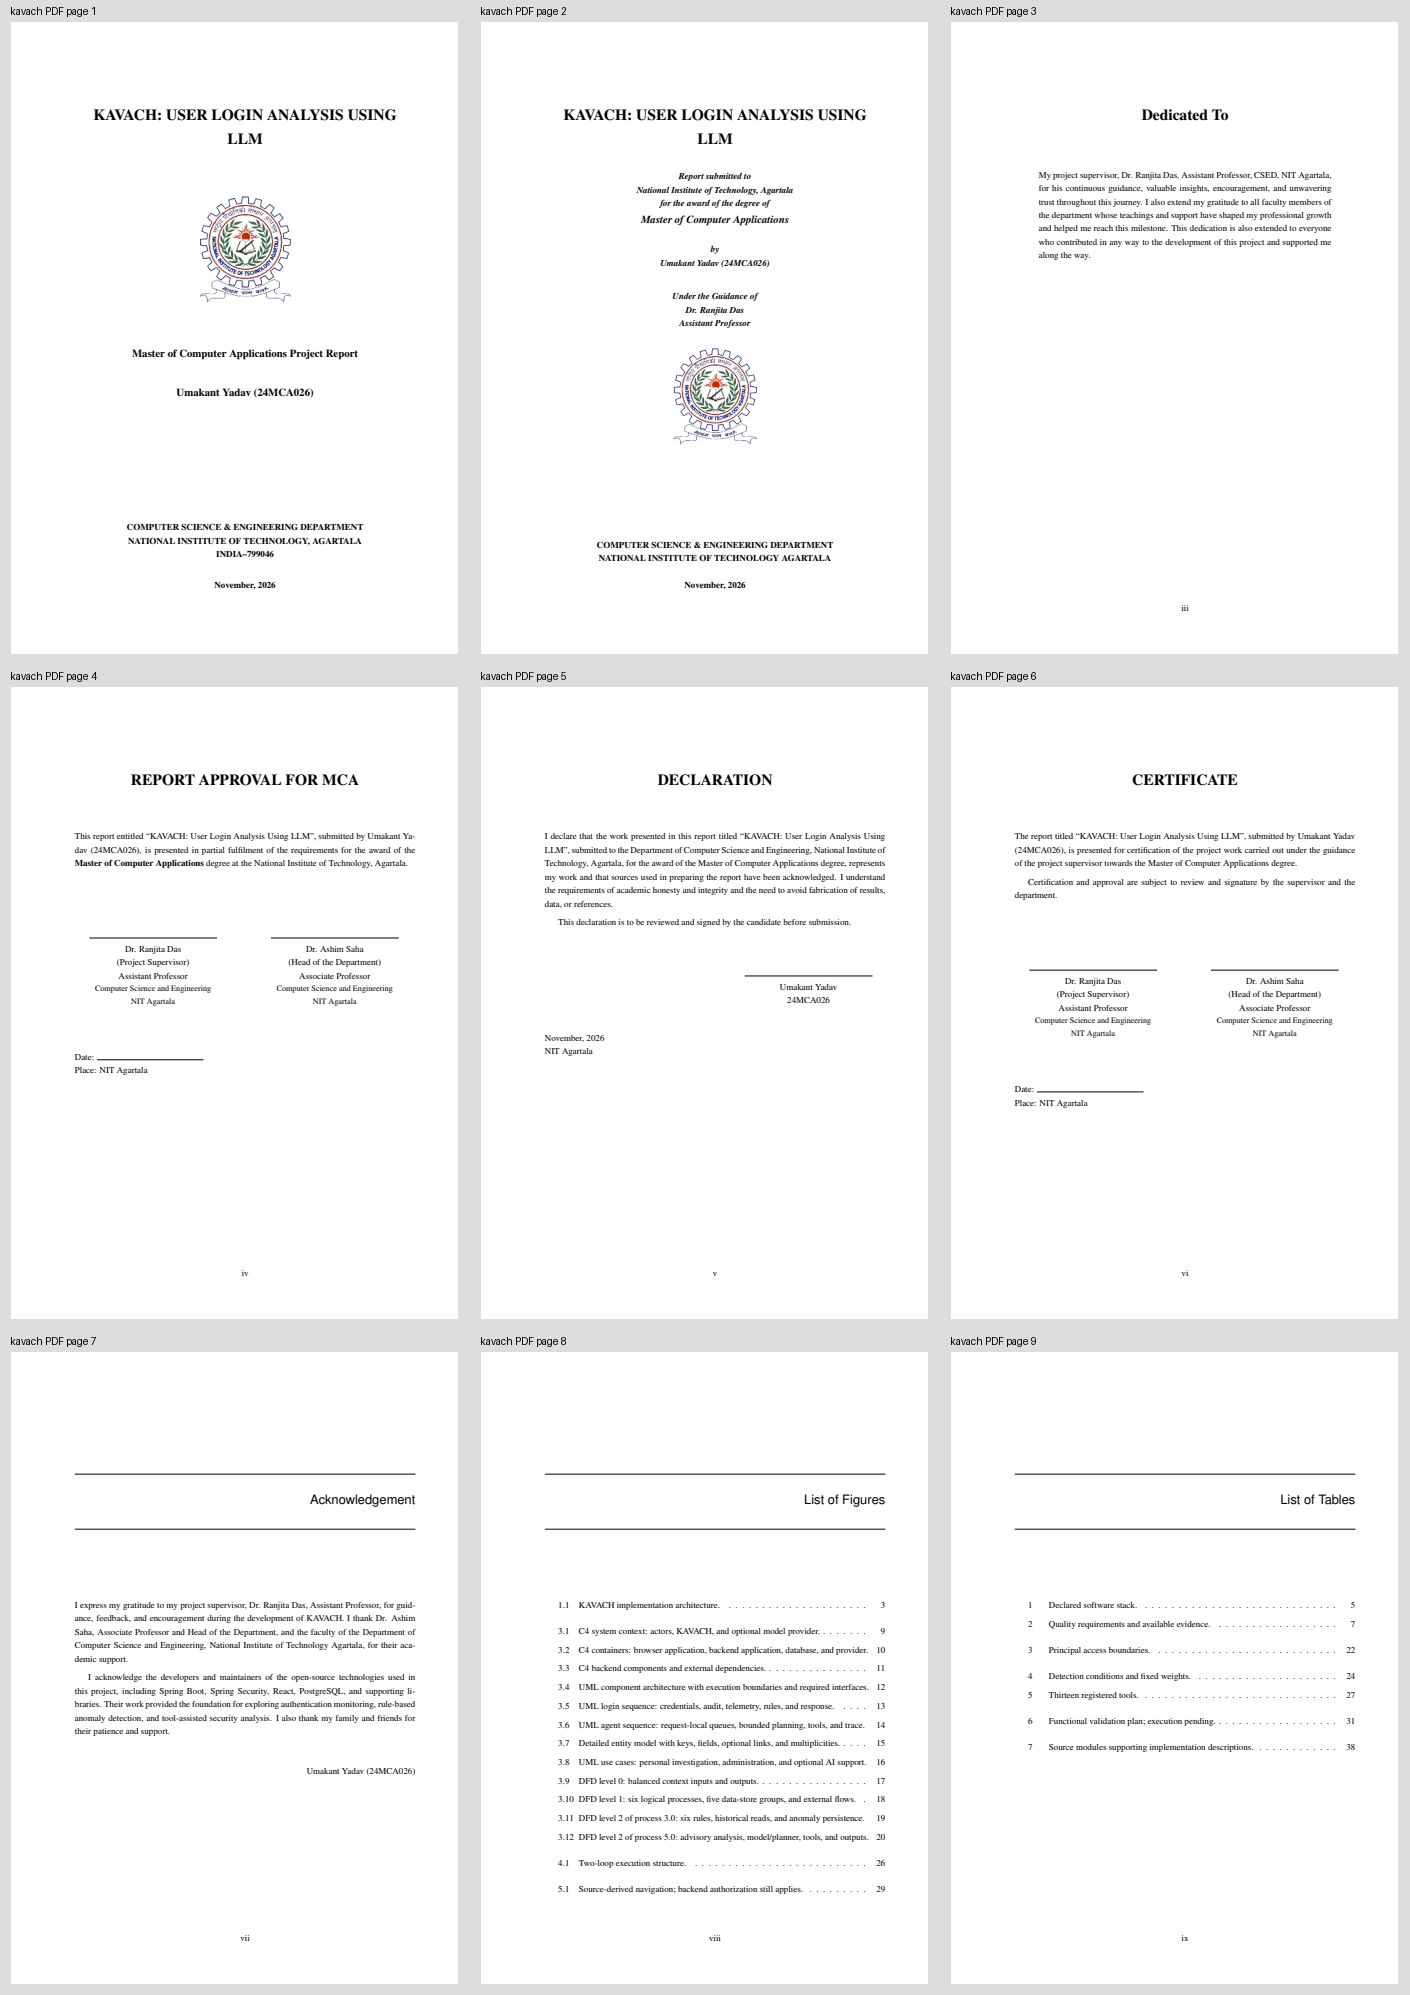 kavach PDF page 1
KAVACH: USER LOGIN ANALYSIS USING
LLM
Master of Computer Applications Project Report
Umakant Yadav (24MCA026)
COMPUTER SCIENCE & ENGINEERING DEPARTMENT
NATIONAL INSTITUTE OF TECHNOLOGY, AGARTALA
INDIA–799046
November, 2026
kavach PDF page 2
KAVACH: USER LOGIN ANALYSIS USING
LLM
Report submitted to
National Institute of Technology, Agartala
for the award of the degree of
Master of Computer Applications
by
Umakant Yadav (24MCA026)
Under the Guidance of
Dr. Ranjita Das
Assistant Professor
COMPUTER SCIENCE & ENGINEERING DEPARTMENT
NATIONAL INSTITUTE OF TECHNOLOGY AGARTALA
November, 2026
kavach PDF page 3
Dedicated To
My project supervisor, Dr. Ranjita Das, Assistant Professor, CSED, NIT Agartala,
for his continuous guidance, valuable insights, encouragement, and unwavering
trust throughout this journey. I also extend my gratitude to all faculty members of
the department whose teachings and support have shaped my professional growth
and helped me reach this milestone. This dedication is also extended to everyone
who contributed in any way to the development of this project and supported me
along the way.
iii
kavach PDF page 4
REPORT APPROVAL FOR MCA
This report entitled “KAVACH: User Login Analysis Using LLM”, submitted by Umakant Ya-
dav (24MCA026), is presented in partial fulfilment of the requirements for the award of the
Master of Computer Applications degree at the National Institute of Technology, Agartala.
Dr. Ranjita Das
(Project Supervisor)
Assistant Professor
Computer Science and Engineering
NIT Agartala
Dr. Ashim Saha
(Head of the Department)
Associate Professor
Computer Science and Engineering
NIT Agartala
Date:
Place: NIT Agartala
iv
kavach PDF page 5
DECLARATION
I declare that the work presented in this report titled “KAVACH: User Login Analysis Using
LLM”, submitted to the Department of Computer Science and Engineering, National Institute of
Technology, Agartala, for the award of the Master of Computer Applications degree, represents
my work and that sources used in preparing the report have been acknowledged. I understand
the requirements of academic honesty and integrity and the need to avoid fabrication of results,
data, or references.
This declaration is to be reviewed and signed by the candidate before submission.
Umakant Yadav
24MCA026
November, 2026
NIT Agartala
v
kavach PDF page 6
CERTIFICATE
The report titled “KAVACH: User Login Analysis Using LLM”, submitted by Umakant Yadav
(24MCA026), is presented for certification of the project work carried out under the guidance
of the project supervisor towards the Master of Computer Applications degree.
Certification and approval are subject to review and signature by the supervisor and the
department.
Dr. Ranjita Das
(Project Supervisor)
Assistant Professor
Computer Science and Engineering
NIT Agartala
Dr. Ashim Saha
(Head of the Department)
Associate Professor
Computer Science and Engineering
NIT Agartala
Date:
Place: NIT Agartala
vi
kavach PDF page 7
Acknowledgement
I express my gratitude to my project supervisor, Dr. Ranjita Das, Assistant Professor, for guid-
ance, feedback, and encouragement during the development of KAVACH. I thank Dr. Ashim
Saha, Associate Professor and Head of the Department, and the faculty of the Department of
Computer Science and Engineering, National Institute of Technology Agartala, for their aca-
demic support.
I acknowledge the developers and maintainers of the open-source technologies used in
this project, including Spring Boot, Spring Security, React, PostgreSQL, and supporting li-
braries. Their work provided the foundation for exploring authentication monitoring, rule-based
anomaly detection, and tool-assisted security analysis. I also thank my family and friends for
their patience and support.
Umakant Yadav (24MCA026)
vii
kavach PDF page 8
List of Figures
1.1 KAVACH implementation architecture. . . . . . . . . . . . . . . . . . . . . . 3
3.1 C4 system context: actors, KAVACH, and optional model provider. . . . . . . . 9
3.2 C4 containers: browser application, backend application, database, and provider. 10
3.3 C4 backend components and external dependencies. . . . . . . . . . . . . . . . 11
3.4 UML component architecture with execution boundaries and required interfaces. 12
3.5 UML login sequence: credentials, audit, telemetry, rules, and response. . . . . 13
3.6 UML agent sequence: request-local queues, bounded planning, tools, and trace. 14
3.7 Detailed entity model with keys, fields, optional links, and multiplicities. . . . . 15
3.8 UML use cases: personal investigation, administration, and optional AI support. 16
3.9 DFD level 0: balanced context inputs and outputs. . . . . . . . . . . . . . . . . 17
3.10 DFD level 1: six logical processes, five data-store groups, and external flows. . 18
3.11 DFD level 2 of process 3.0: six rules, historical reads, and anomaly persistence. 19
3.12 DFD level 2 of process 5.0: advisory analysis, model/planner, tools, and outputs. 20
4.1 Two-loop execution structure. . . . . . . . . . . . . . . . . . . . . . . . . . . 26
5.1 Source-derived navigation; backend authorization still applies. . . . . . . . . . 29
viii
kavach PDF page 9
List of Tables
1 Declared software stack. . . . . . . . . . . . . . . . . . . . . . . . . . . . . . 5
2 Quality requirements and available evidence. . . . . . . . . . . . . . . . . . . 7
3 Principal access boundaries. . . . . . . . . . . . . . . . . . . . . . . . . . . . 22
4 Detection conditions and fixed weights. . . . . . . . . . . . . . . . . . . . . . 24
5 Thirteen registered tools. . . . . . . . . . . . . . . . . . . . . . . . . . . . . . 27
6 Functional validation plan; execution pending. . . . . . . . . . . . . . . . . . . 31
7 Source modules supporting implementation descriptions. . . . . . . . . . . . . 38
ix